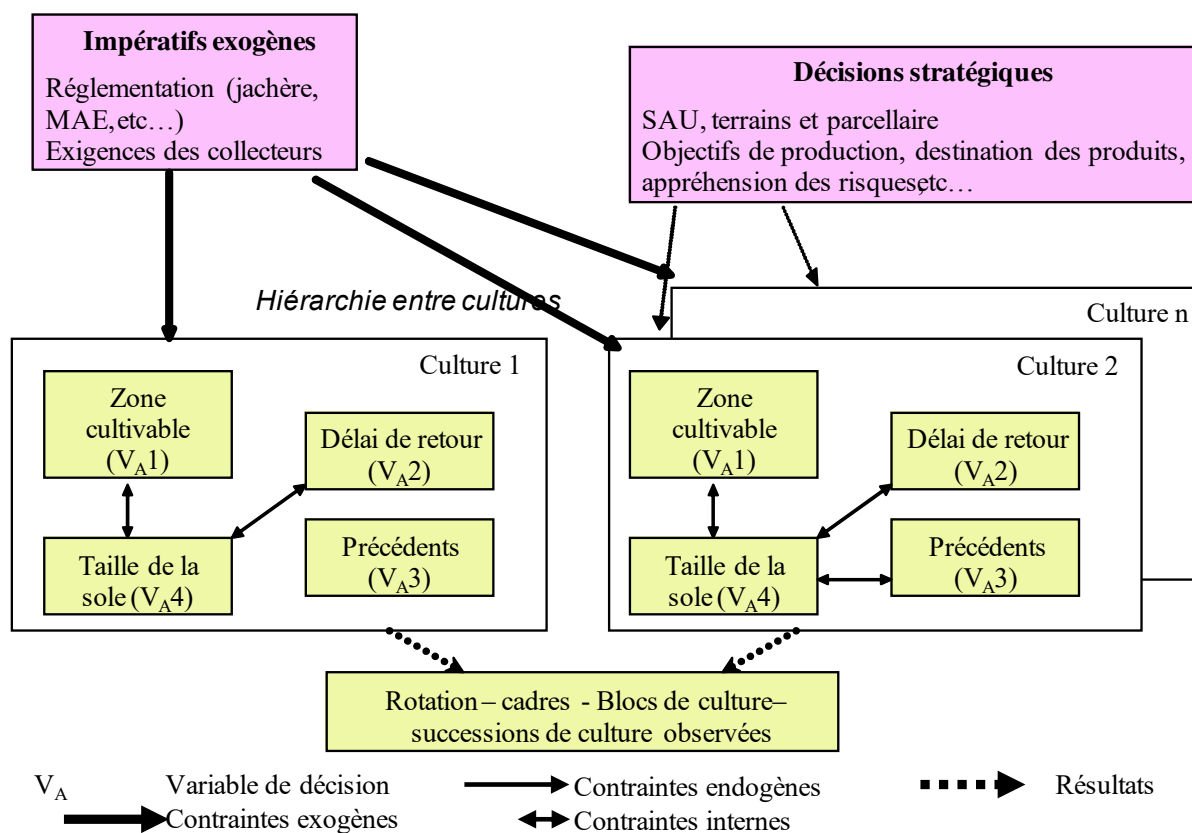 Impératifs exogènes
Réglementation (jachère,
MAE, etc…)
Exigences des collecteurs
Décisions stratégiques
SAU, terrains et parcellaire
Objectifs de production, destination des produits,
appréhension des risques,etc…
Hiérarchie entre cultures
Culture n
Culture 1
Zone
cultivable
(VA1)
Délai de retour
(VA2)
Taille de la
sole (VA4)
Précédents
(VA3)
Culture 2
Zone
cultivable
(VA1)
Délai de retour
(VA2)
Taille de la
sole (VA4)
Précédents
(VA3)
Rotation – cadres - Blocs de culture–
successions de culture observées
VA Variable de décision
Contraintes endogènes
Résultats
Contraintes exogènes
Contraintes internes